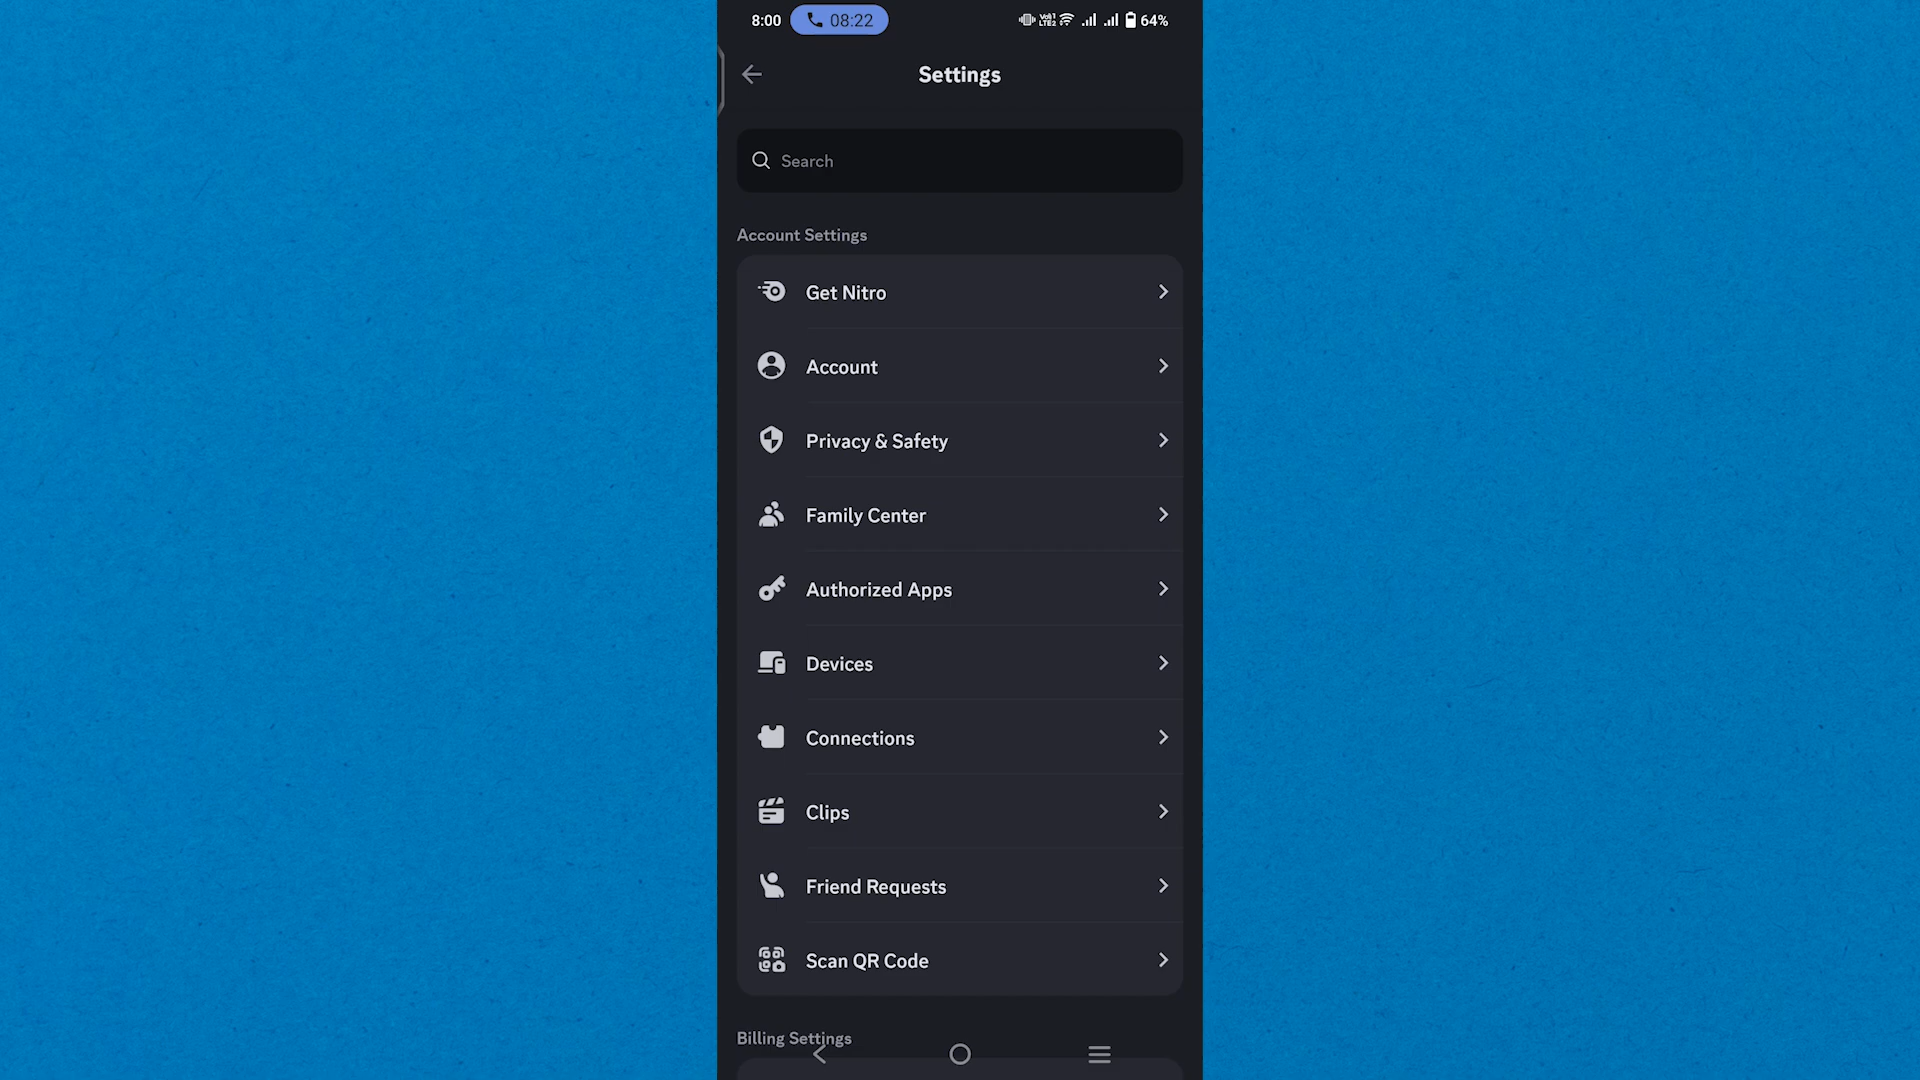 8:00 08:22 64%
Settings
Search
Account Settings
Get Nitro
Account
Privacy & Safety
Family Center
Authorized Apps
Devices
Connections
Clips
Friend Requests
Scan QR Code
Billing Settings